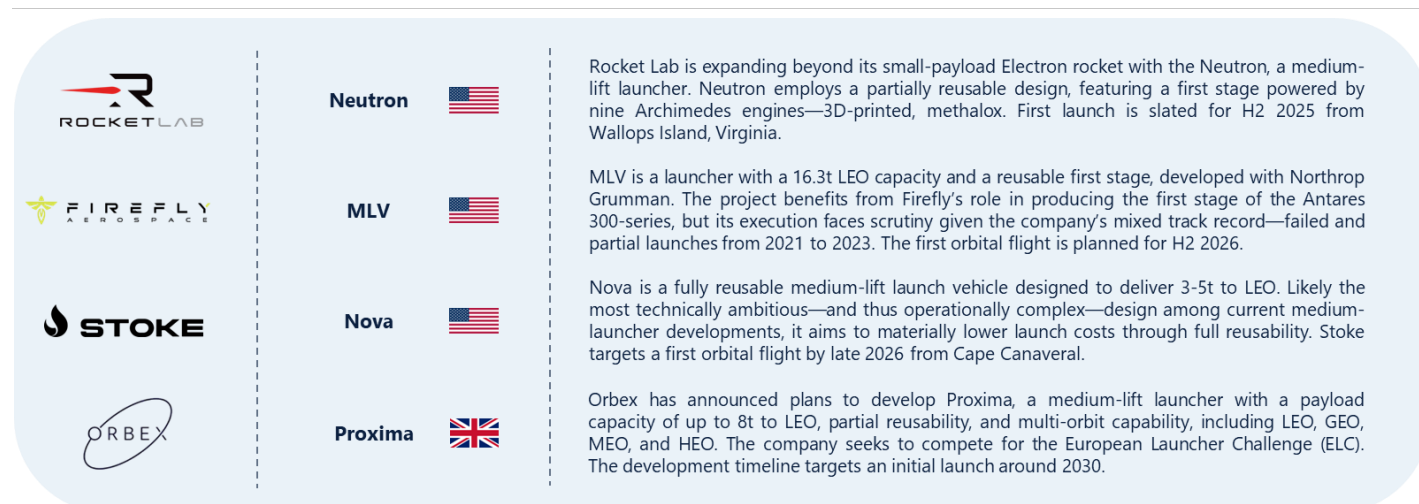 ROCKETLAB
Neutron
Rocket Lab is expanding beyond its small-payload Electron rocket with the Neutron, a medium-
lift launcher. Neutron employs a partially reusable design, featuring a first stage powered by
nine Archimedes engines—3D-printed, methalox. First launch is slated for H2 2025 from
Wallops Island, Virginia.
FIREFLY
AEROSPACE
MLV
MLV is a launcher with a 16.3t LEO capacity and a reusable first stage, developed with Northrop
Grumman. The project benefits from Firefly’s role in producing the first stage of the Antares
300-series, but its execution faces scrutiny given the company’s mixed track record—failed and
partial launches from 2021 to 2023. The first orbital flight is planned for H2 2026.
STOKE
Nova
Nova is a fully reusable medium-lift launch vehicle designed to deliver 3-5t to LEO. Likely the
most technically ambitious—and thus operationally complex—design among current medium-
launcher developments, it aims to materially lower launch costs through full reusability. Stoke
targets a first orbital flight by late 2026 from Cape Canaveral.
ORBEX
Proxima
Orbex has announced plans to develop Proxima, a medium-lift launcher with a payload
capacity of up to 8t to LEO, partial reusability, and multi-orbit capability, including LEO, GEO,
MEO, and HEO. The company seeks to compete for the European Launcher Challenge (ELC).
The development timeline targets an initial launch around 2030.